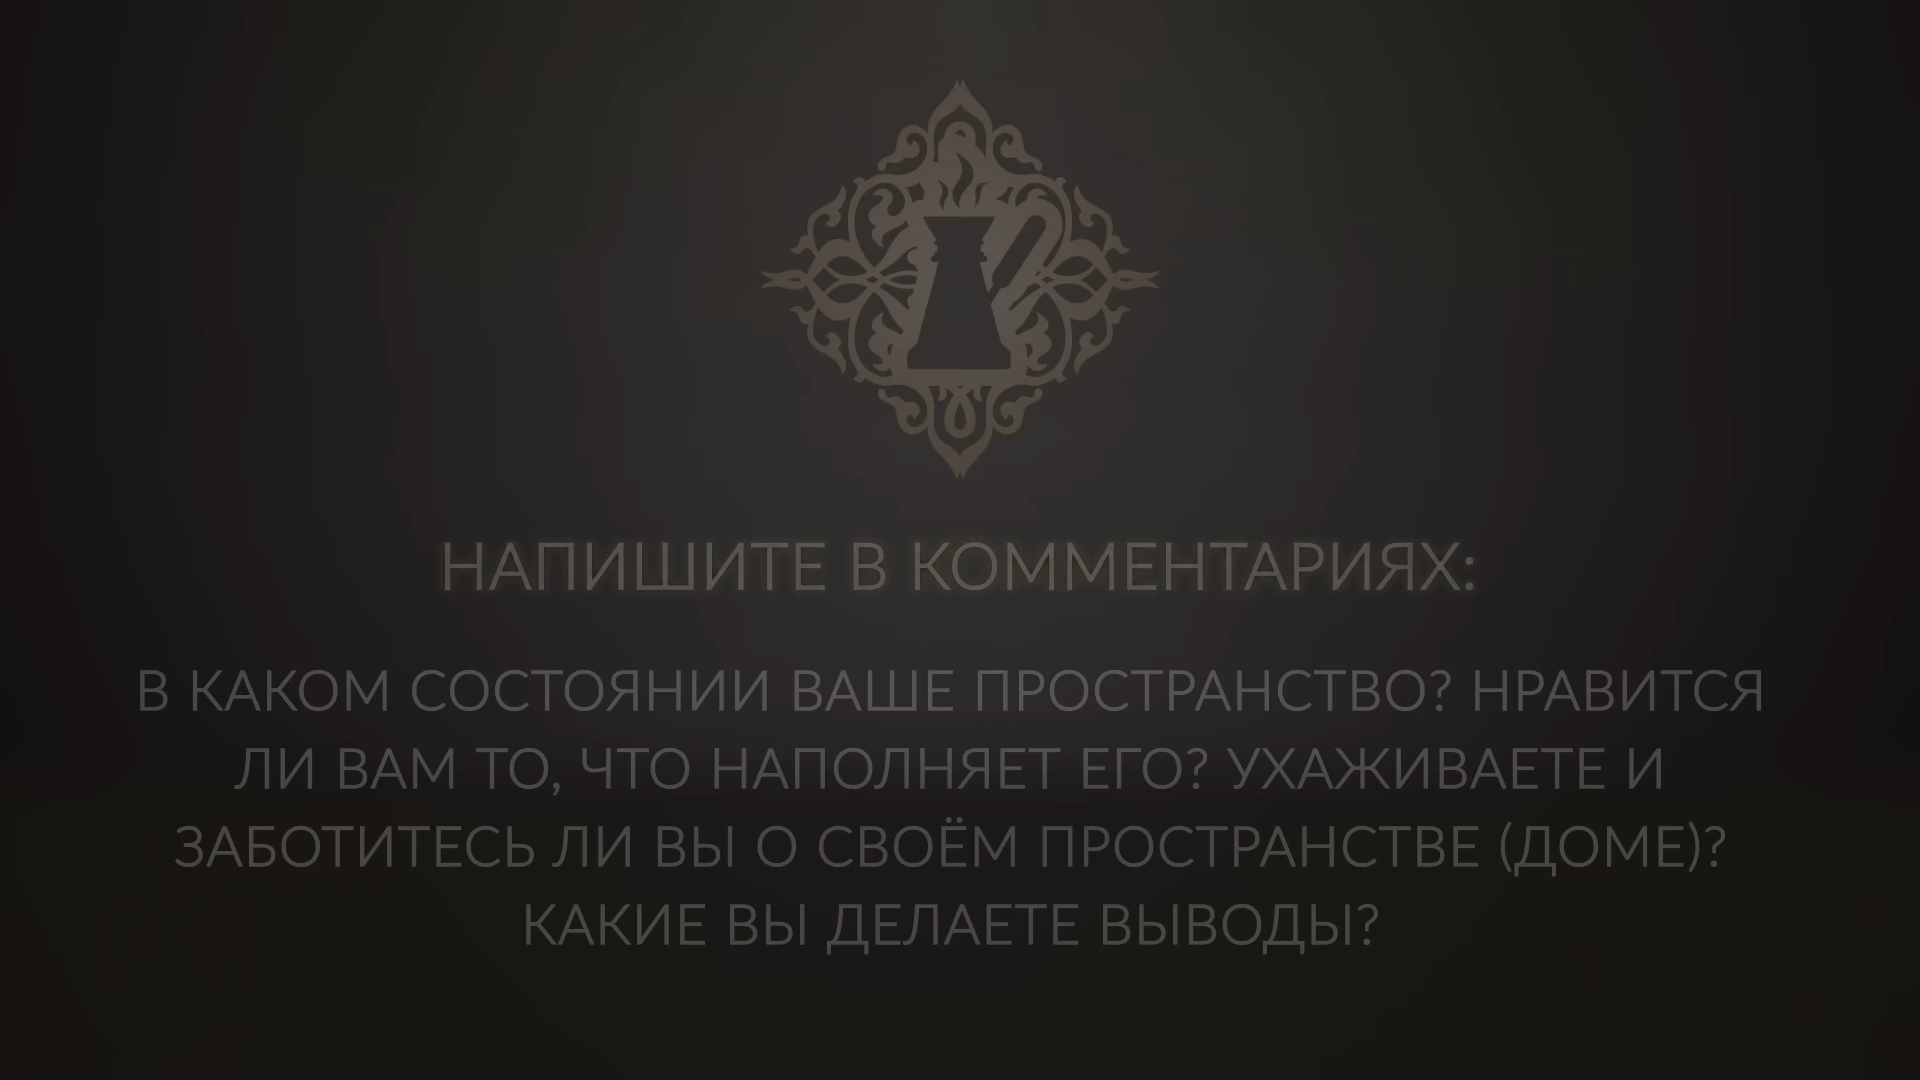 НАПИШИТЕ В КОММЕНТАРИЯХ:
В КАКОМ СОСТОЯНИИ ВАШЕ ПРОСТРАНСТВО? НРАВИТСЯ
ЛИ ВАМ ТО, ЧТО НАПОЛНЯЕТ ЕГО? УХАЖИВАЕТЕ И
ЗАБОТИТЕСЬ ЛИ ВЫ О СВОЁМ ПРОСТРАНСТВЕ (ДОМЕ)?
КАКИЕ ВЫ ДЕЛАЕТЕ ВЫВОДЫ?